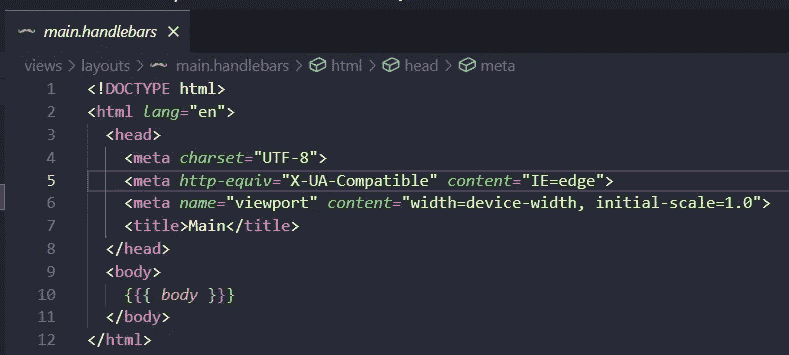 main.handlebars ×
views > layouts > main.handlebars > html > head > meta
1 <!DOCTYPE html>
2 <html lang="en">
3 <head>
4 <meta charset="UTF-8">
5 <meta http-equiv="X-UA-Compatible" content="IE=edge">
6 <meta name="viewport" content="width=device-width, initial-scale=1.0">
7 <title>Main</title>
8 </head>
9 <body>
10 {{{ body }}}
11 </body>
12 </html>